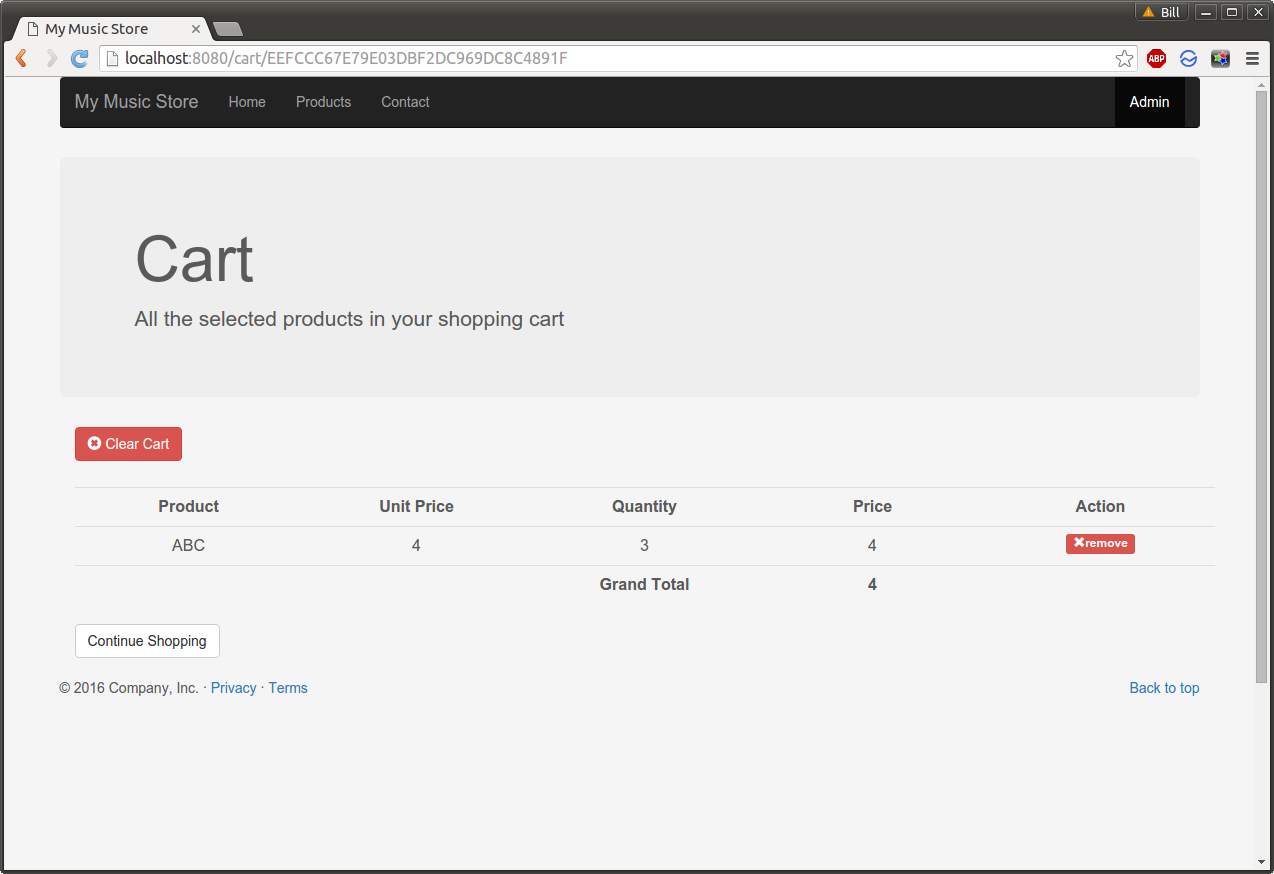 Bill
My Music Store
localhost:8080/cart/EEFCCC67E79E03DBF2DC969DC8C4891F
ABP
My Music Store Home Products Contact Admin
Cart
All the selected products in your shopping cart
Clear Cart
Product Unit Price Quantity Price Action
ABC 4 3 4 remove
Grand Total 4
Continue Shopping
© 2016 Company, Inc. · Privacy · Terms Back to top